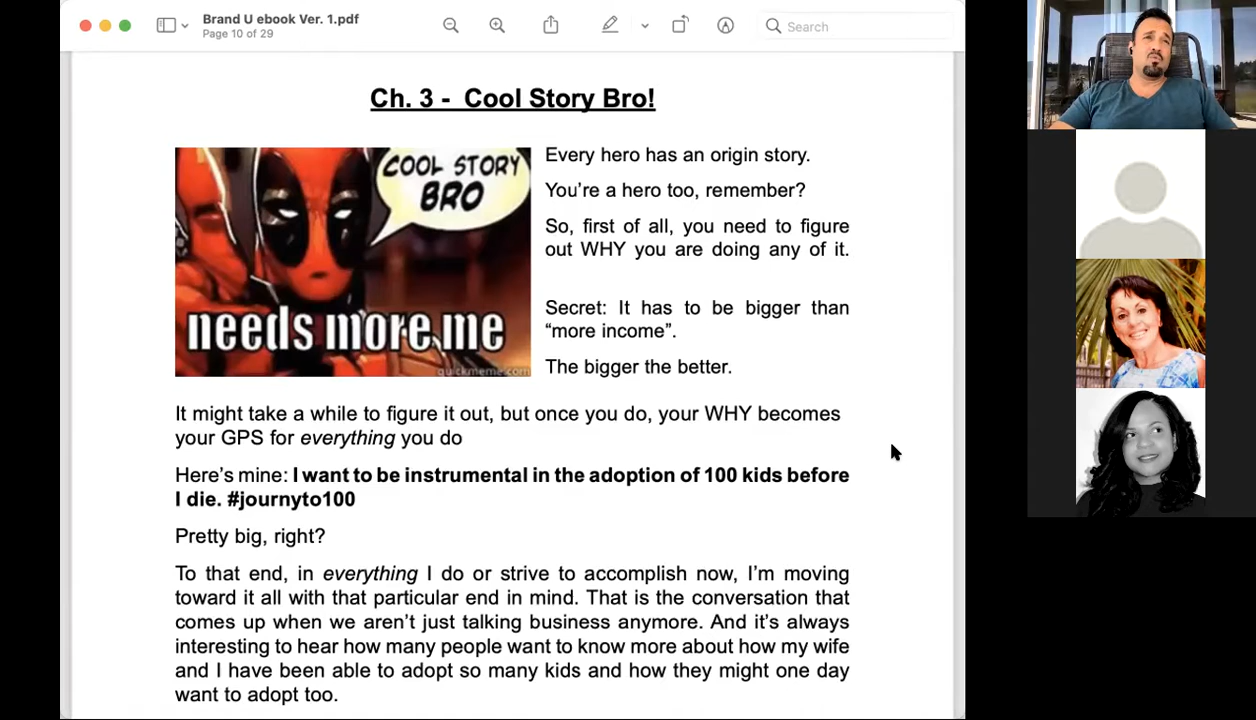 Brand U ebook Ver. 1.pdf
Page 10 of 29
Search
Ch. 3 - Cool Story Bro!
COOL STORY
BRO
needs more me
quickmeme.com
Every hero has an origin story.
You’re a hero too, remember?
So, first of all, you need to figure
out WHY you are doing any of it.
Secret: It has to be bigger than
“more income”.
The bigger the better.
It might take a while to figure it out, but once you do, your WHY becomes
your GPS for everything you do
Here’s mine: I want to be instrumental in the adoption of 100 kids before
I die. #journyto100
Pretty big, right?
To that end, in everything I do or strive to accomplish now, I’m moving
toward it all with that particular end in mind. That is the conversation that
comes up when we aren’t just talking business anymore. And it’s always
interesting to hear how many people want to know more about how my wife
and I have been able to adopt so many kids and how they might one day
want to adopt too.